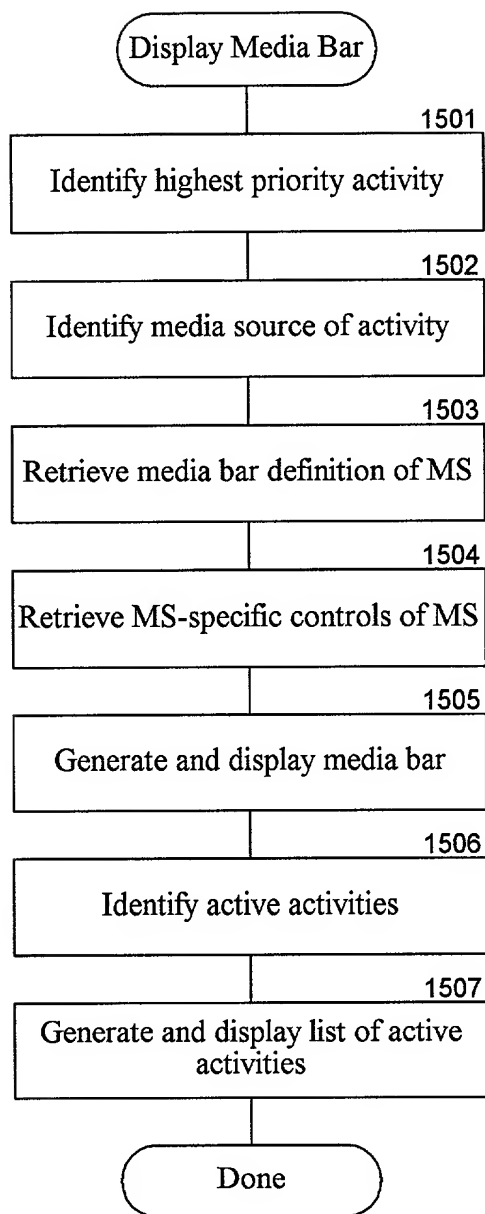 Display Media Bar
1501
Identify highest priority activity
1502
Identify media source of activity
1503
Retrieve media bar definition of MS
1504
Retrieve MS-specific controls of MS
1505
Generate and display media bar
1506
Identify active activities
1507
Generate and display list of active
activities
Done